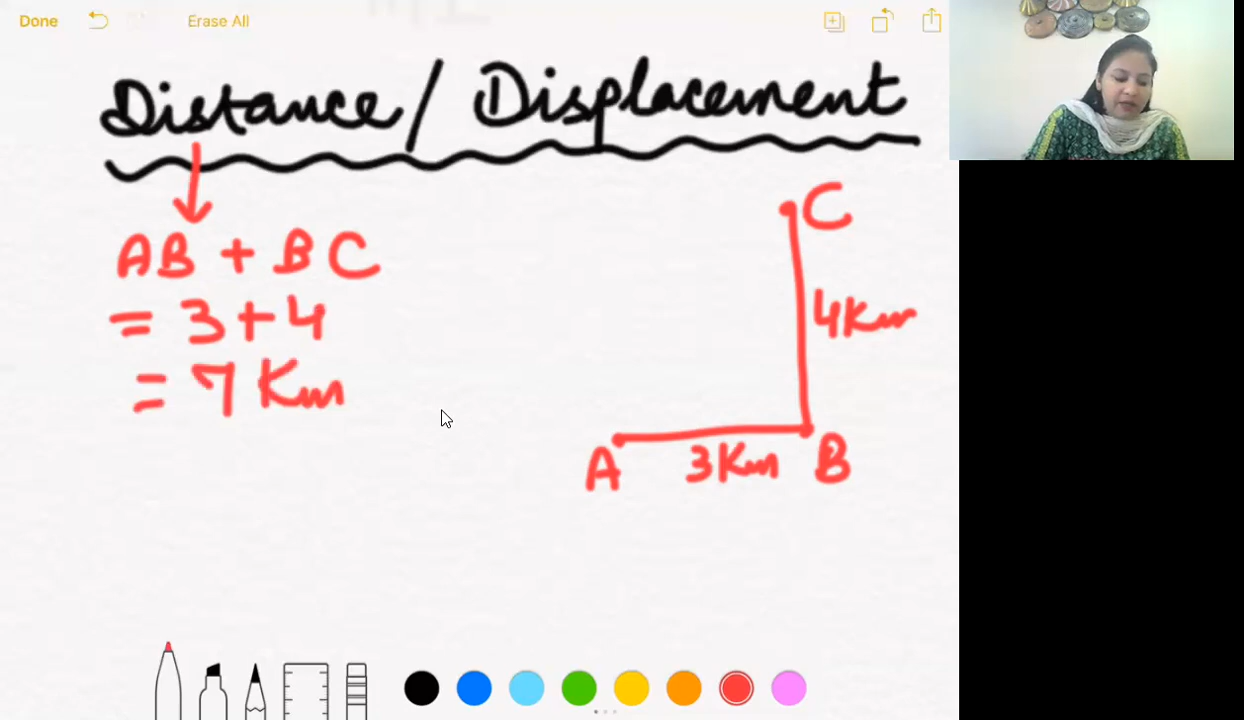 Done
Erase All
Distance / Displacement
AB + BC
= 3+4
= 7 Km
C
4Km
A
3Km
B